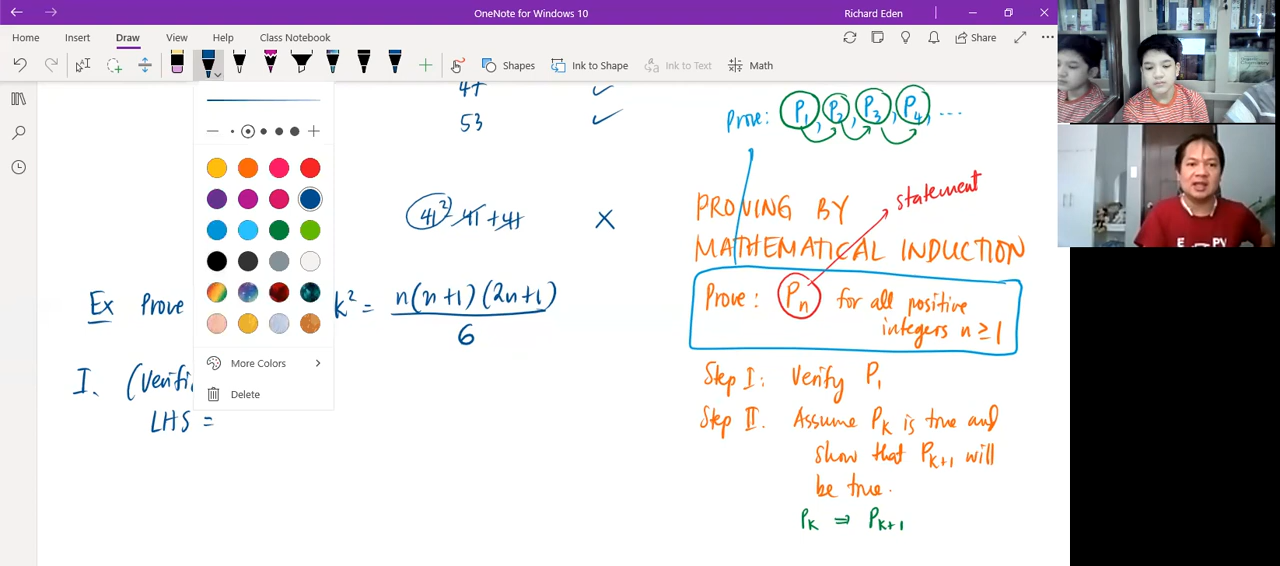 OneNote for Windows 10
Richard Eden
Home Insert Draw View Help Class Notebook
Share
Shapes Ink to Shape Ink to Text Math
47
53
41² - 41 + 41
Ex Prove k² = n(n+1)(2n+1)
6
I.
LHS =
More Colors
Delete
Prove: P1, P2, P3, P4, ...
statement
PROVING BY
MATHEMATICAL INDUCTION
Prove: Pn for all positive
integers n ≥ 1
Step I: Verify P1
Step II. Assume Pk is true and
show that Pk+1 will
be true.
Pk ⇒ Pk+1